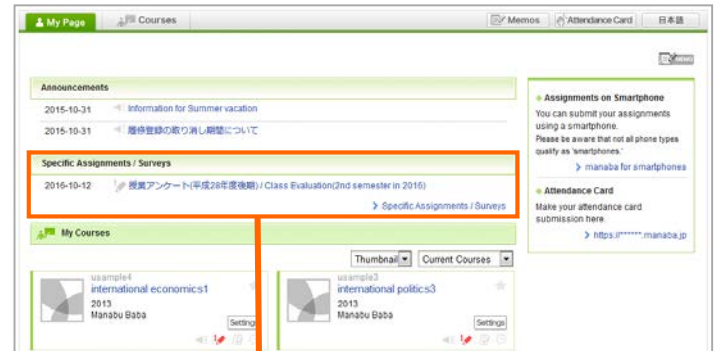 My Page
Courses
Memos
Attendance Card
日本語
MEMO
Announcements
2015-10-31 Information for Summer vacation
2015-10-31 履修登録の取り消し期間について
Specific Assignments / Surveys
2016-10-12 授業アンケート(平成28年度後期) / Class Evaluation(2nd semester in 2016)
Specific Assignments / Surveys
My Courses
Thumbnail
Current Courses
usample4
international economics1
2013
Manabu Baba
Settings
usample3
international politics3
2013
Manabu Baba
Settings
Assignments on Smartphone
You can submit your assignments
using a smartphone.
Please be aware that not all phone types
qualify as 'smartphones.'
manaba for smartphones
Attendance Card
Make your attendance card
submission here.
https://******.manaba.jp